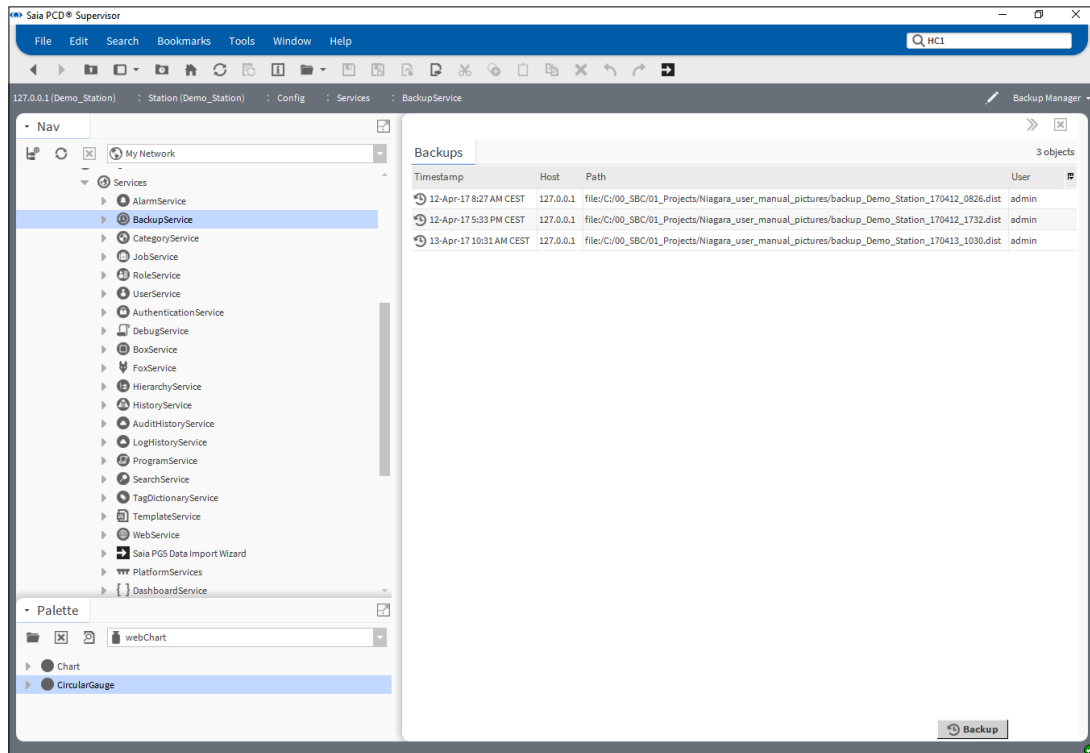 Saia PCD® Supervisor
File Edit Search Bookmarks Tools Window Help
HC1
127.0.0.1 (Demo_Station) : Station (Demo_Station) : Config : Services : BackupService
Backup Manager
Nav
My Network
Services
AlarmService
BackupService
CategoryService
JobService
RoleService
UserService
AuthenticationService
DebugService
BoxService
FoxService
HierarchyService
HistoryService
AuditHistoryService
LogHistoryService
ProgramService
SearchService
TagDictionaryService
TemplateService
WebService
Saia PG5 Data Import Wizard
PlatformServices
DashboardService
Palette
webChart
Chart
CircularGauge
Backups
3 objects
Timestamp Host Path User
12-Apr-17 8:27 AM CEST 127.0.0.1 file:/C:/00_SBC/01_Projects/Niagara_user_manual_pictures/backup_Demo_Station_170412_0826.dist admin
12-Apr-17 5:33 PM CEST 127.0.0.1 file:/C:/00_SBC/01_Projects/Niagara_user_manual_pictures/backup_Demo_Station_170412_1732.dist admin
13-Apr-17 10:31 AM CEST 127.0.0.1 file:/C:/00_SBC/01_Projects/Niagara_user_manual_pictures/backup_Demo_Station_170413_1030.dist admin
Backup